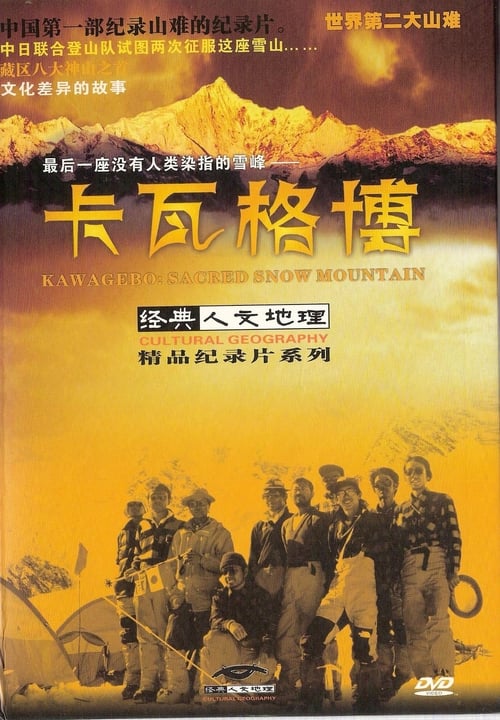 中国第一部纪录山难的纪录片。
世界第二大山难
中日联合登山队试图两次征服这座雪山……
藏区八大神山之首
文化差异的故事
最后一座没有人类染指的雪峰——
卡瓦格博
KAWAGEBO: SACRED SNOW MOUNTAIN
经典人文地理
CULTURAL GEOGRAPHY
精品纪录片系列
经典人文地理
DVD
VIDEO